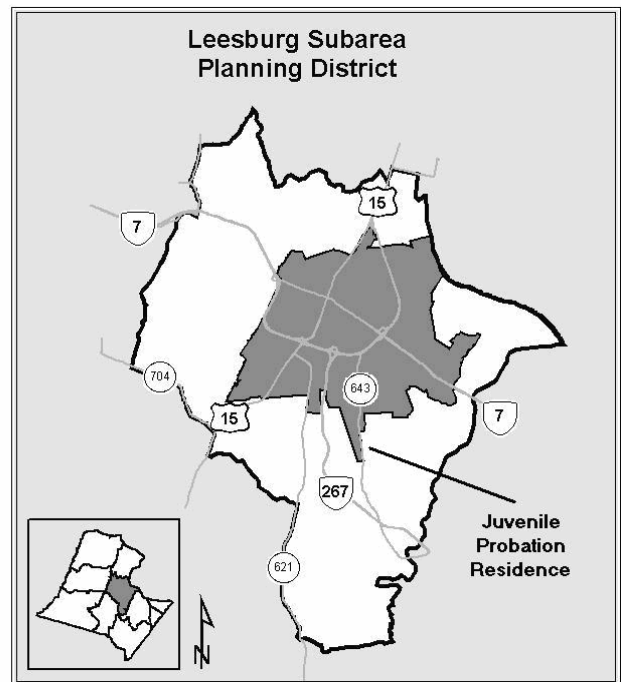 Leesburg Subarea
Planning District
15
7
704
643
15
7
267
Juvenile
Probation
Residence
621
N